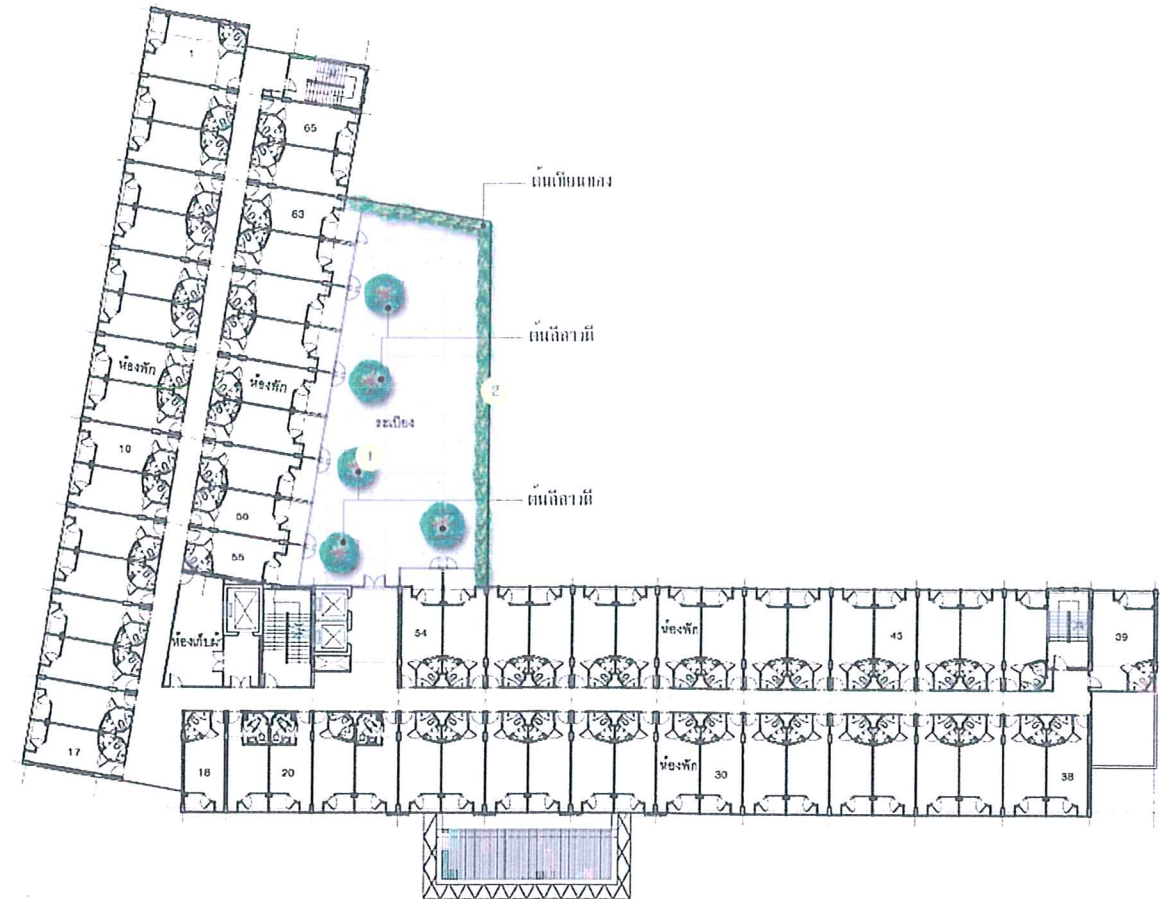 1
65
ต้นเทียนทอง
63
ต้นลีลาวดี
ห้องพัก
ห้องพัก
2
ระเบียง
10
1
ต้นลีลาวดี
50
55
ห้องเก็บผ้า
54
ห้องพัก
43
39
17
18
20
ห้องพัก
30
38